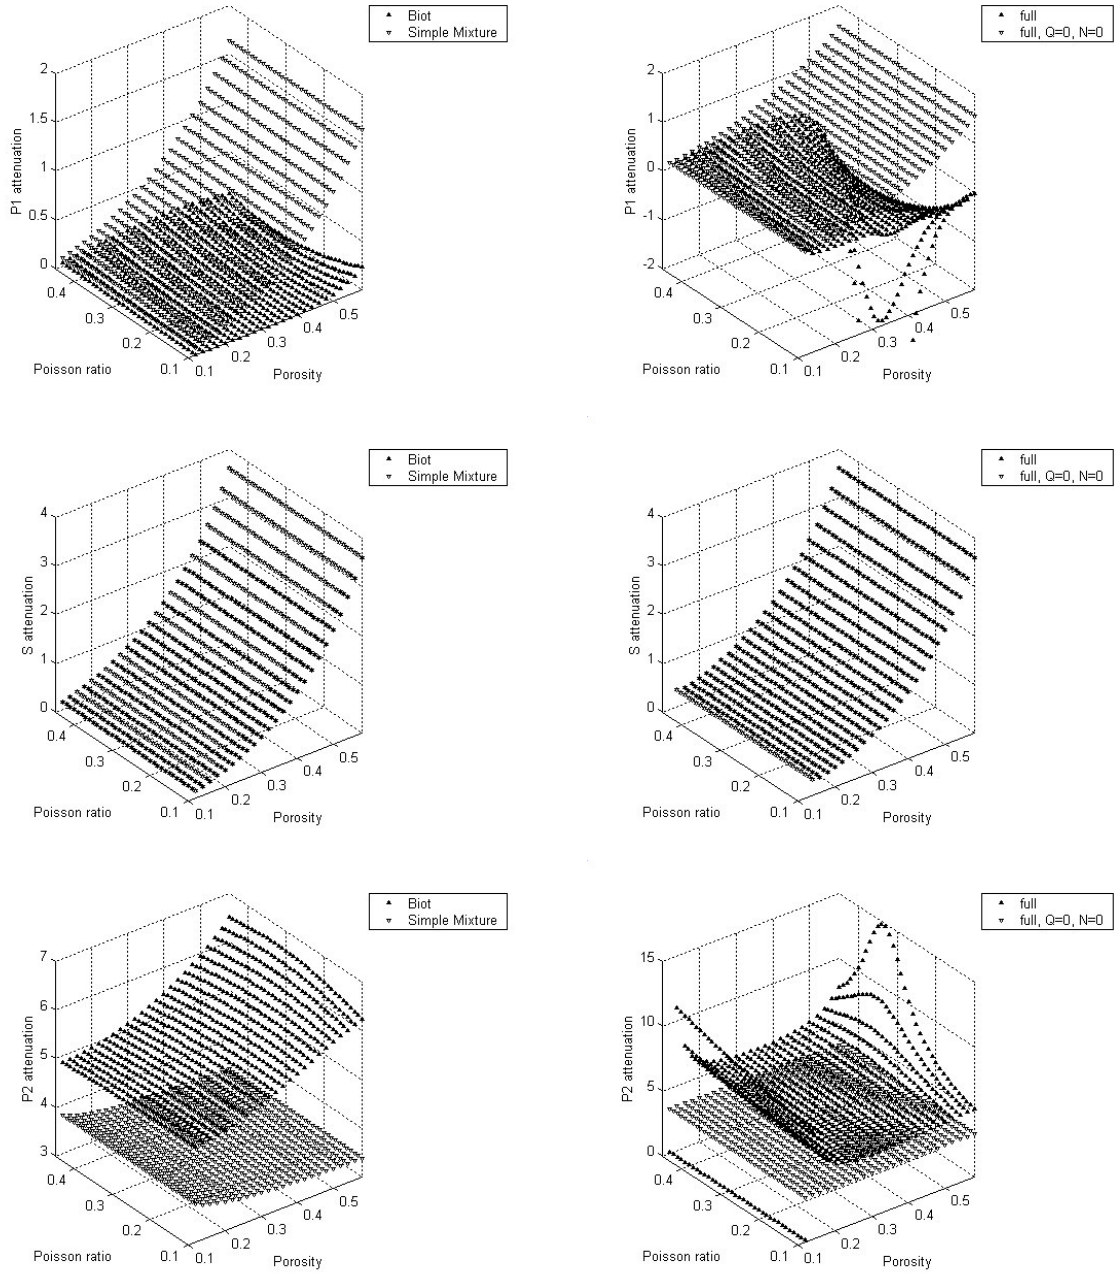 Biot
Simple Mixture
2
1.5
1
0.5
0
P1 attenuation
0.4
0.3
0.2
0.1
Poisson ratio
0.1
0.2
0.3
0.4
0.5
Porosity
full
full, Q=0, N=0
2
1
0
-1
-2
P1 attenuation
0.4
0.3
0.2
0.1
Poisson ratio
0.1
0.2
0.3
0.4
0.5
Porosity
Biot
Simple Mixture
4
3
2
1
0
S attenuation
0.4
0.3
0.2
0.1
Poisson ratio
0.1
0.2
0.3
0.4
0.5
Porosity
full
full, Q=0, N=0
4
3
2
1
0
S attenuation
0.4
0.3
0.2
0.1
Poisson ratio
0.1
0.2
0.3
0.4
0.5
Porosity
Biot
Simple Mixture
7
6
5
4
3
P2 attenuation
0.4
0.3
0.2
0.1
Poisson ratio
0.1
0.2
0.3
0.4
0.5
Porosity
full
full, Q=0, N=0
15
10
5
0
P2 attenuation
0.4
0.3
0.2
0.1
Poisson ratio
0.1
0.2
0.3
0.4
0.5
Porosity